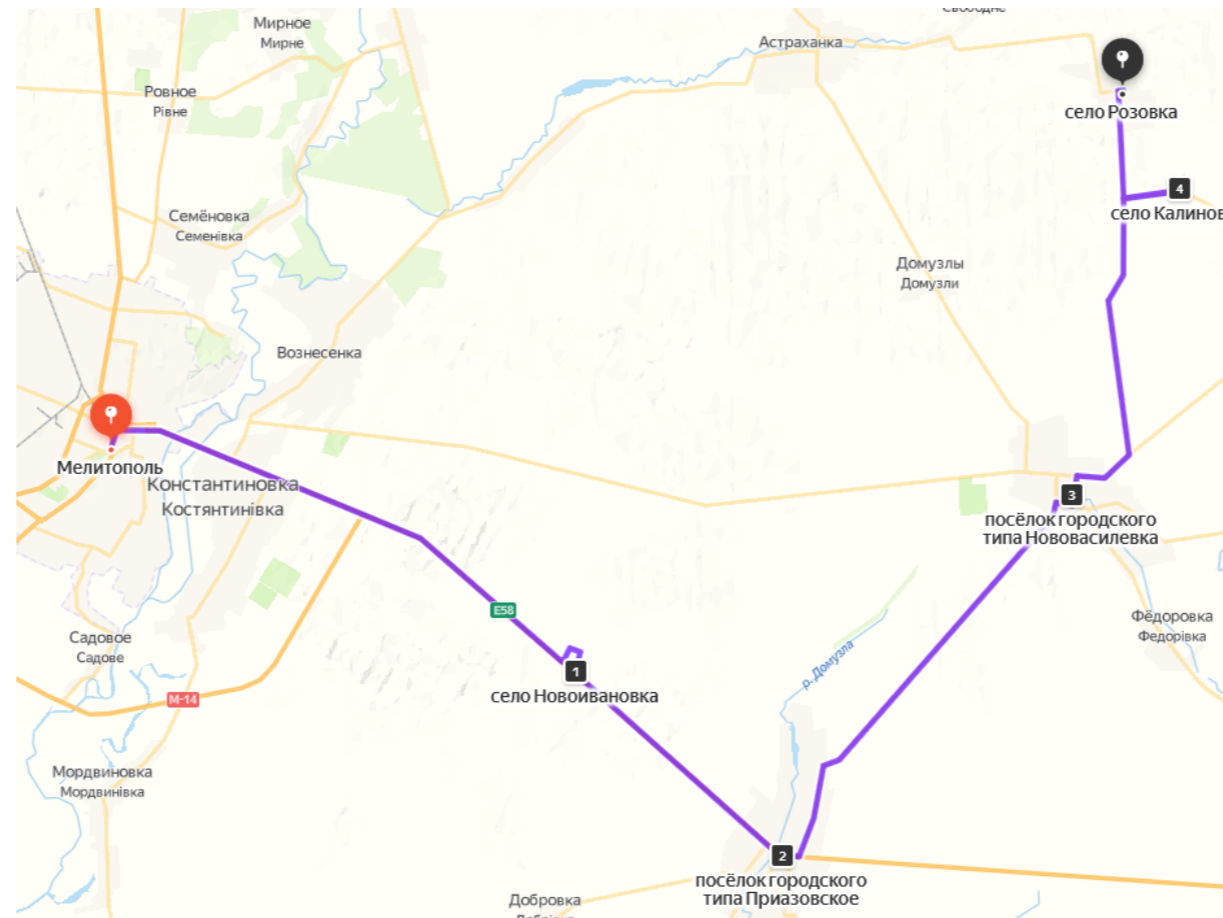 Свободне
Мирное
Мирне
Астраханка
Ровное
Рівне
село Розовка
4
село Калинов
Семёновка
Семенівка
Домузлы
Домузли
Вознесенка
Мелитополь
Константиновка
Костянтинівка
3
посёлок городского
типа Нововасилевка
E58
Фёдоровка
Федорівка
Садовое
Садове
р. Домузла
1
село Новоивановка
М-14
Мордвиновка
Мордвинівка
2
посёлок городского
типа Приазовское
Добровка